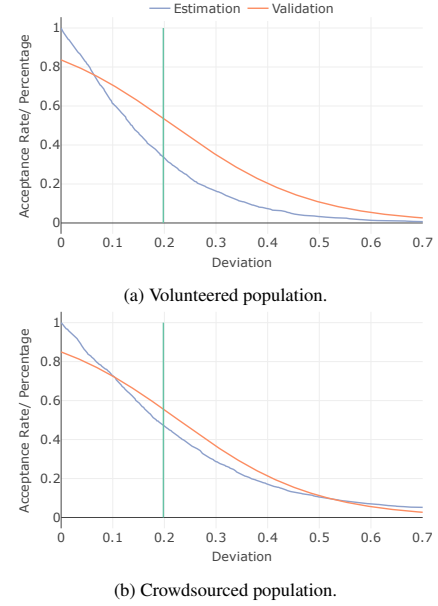 Estimation Validation
1
0.8
0.6
0.4
0.2
0
Acceptance Rate/ Percentage
0 0.1 0.2 0.3 0.4 0.5 0.6 0.7
Deviation
(a) Volunteered population.
1
0.8
0.6
0.4
0.2
0
Acceptance Rate/ Percentage
0 0.1 0.2 0.3 0.4 0.5 0.6 0.7
Deviation
(b) Crowdsourced population.